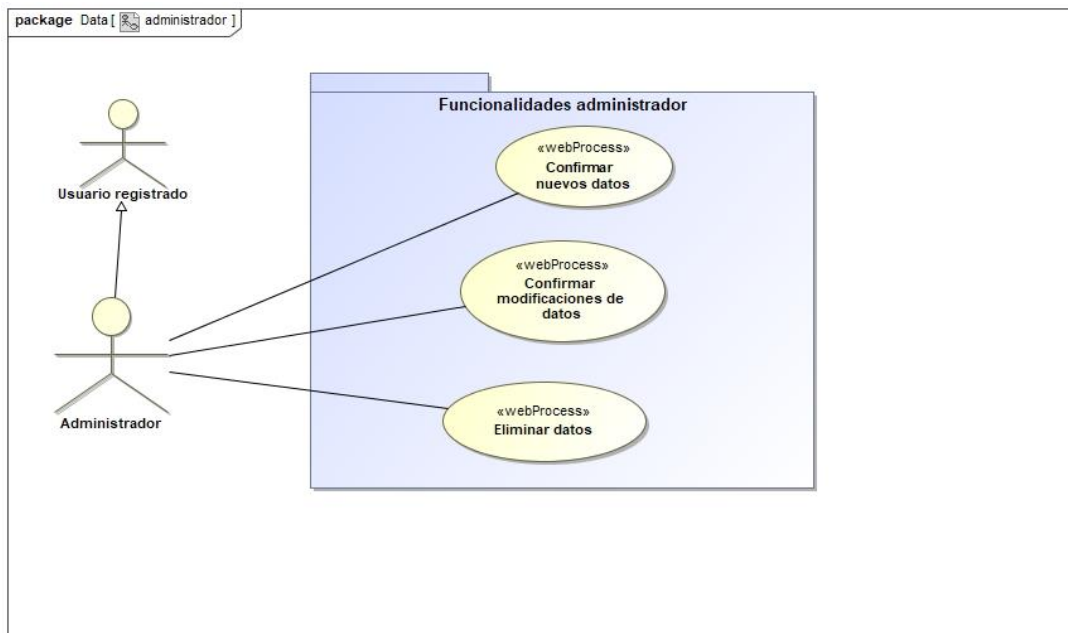 package Data [ administrador ]
Funcionalidades administrador
«webProcess»
Confirmar
nuevos datos
Usuario registrado
«webProcess»
Confirmar
modificaciones de
datos
Administrador
«webProcess»
Eliminar datos